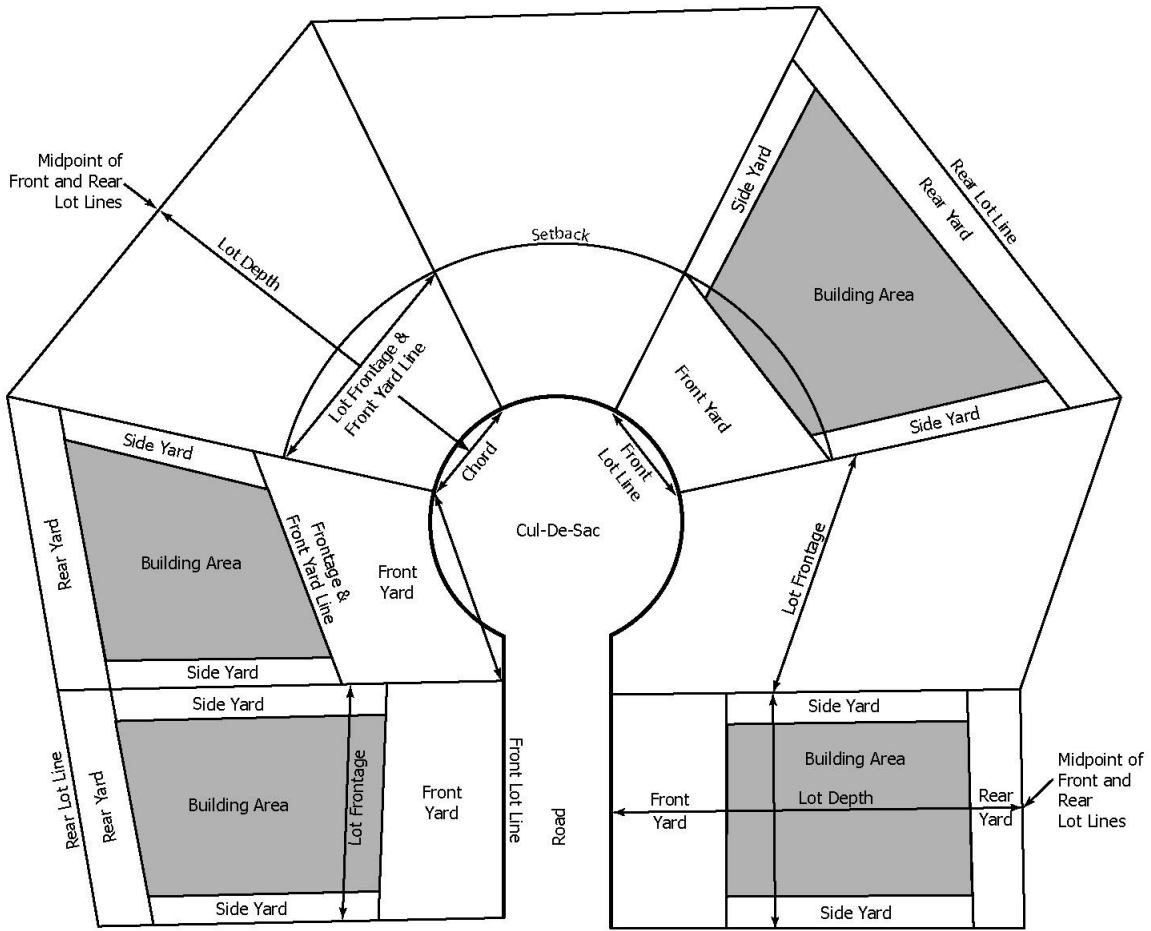 Midpoint of
Front and Rear
Lot Lines
Lot Depth
Setback
Lot Frontage &
Front Yard Line
Chord
Side Yard
Rear Yard
Rear Lot Line
Building Area
Front Yard
Side Yard
Front
Lot Line
Cul-De-Sac
Side Yard
Rear Yard
Building Area
Frontage &
Front Yard Line
Front
Yard
Side Yard
Lot Frontage
Rear Lot Line
Rear Yard
Side Yard
Building Area
Lot Frontage
Front
Yard
Side Yard
Front Lot Line
Road
Side Yard
Building Area
Lot Depth
Front
Yard
Rear
Yard
Side Yard
Midpoint of
Front and
Rear
Lot Lines